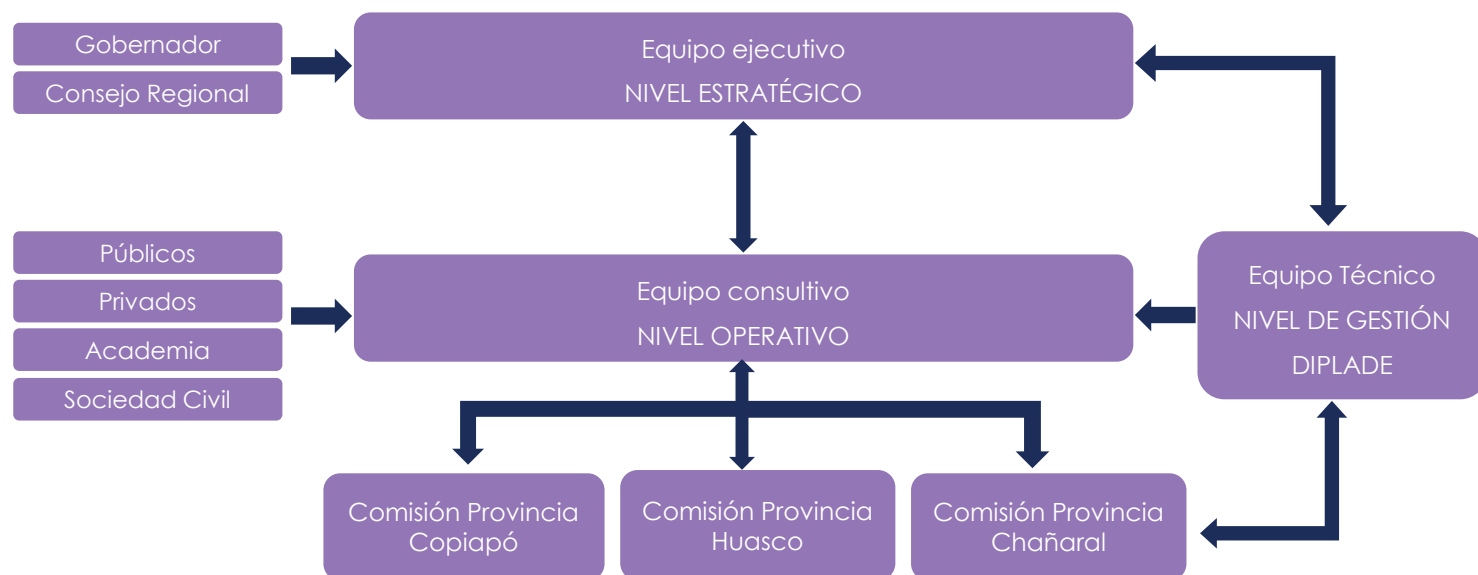 Gobernador
Consejo Regional
Equipo ejecutivo
NIVEL ESTRATÉGICO
Públicos
Privados
Academia
Sociedad Civil
Equipo consultivo
NIVEL OPERATIVO
Equipo Técnico
NIVEL DE GESTIÓN
DIPLADE
Comisión Provincia
Copiapó
Comisión Provincia
Huasco
Comisión Provincia
Chañaral